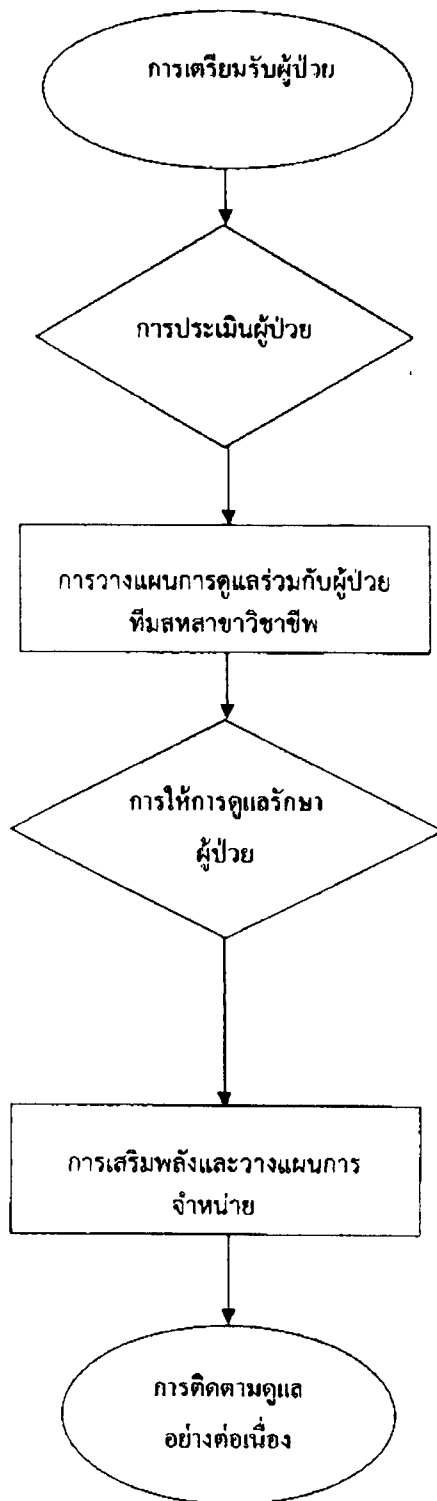 การเตรียมรับผู้ป่วย
การประเมินผู้ป่วย
การวางแผนการดูแลร่วมกับผู้ป่วย
ทีมสหสาขาวิชาชีพ
การให้การดูแลรักษา
ผู้ป่วย
การเสริมพลังและวางแผนการ
จำหน่าย
การติดตามดูแล
อย่างต่อเนื่อง